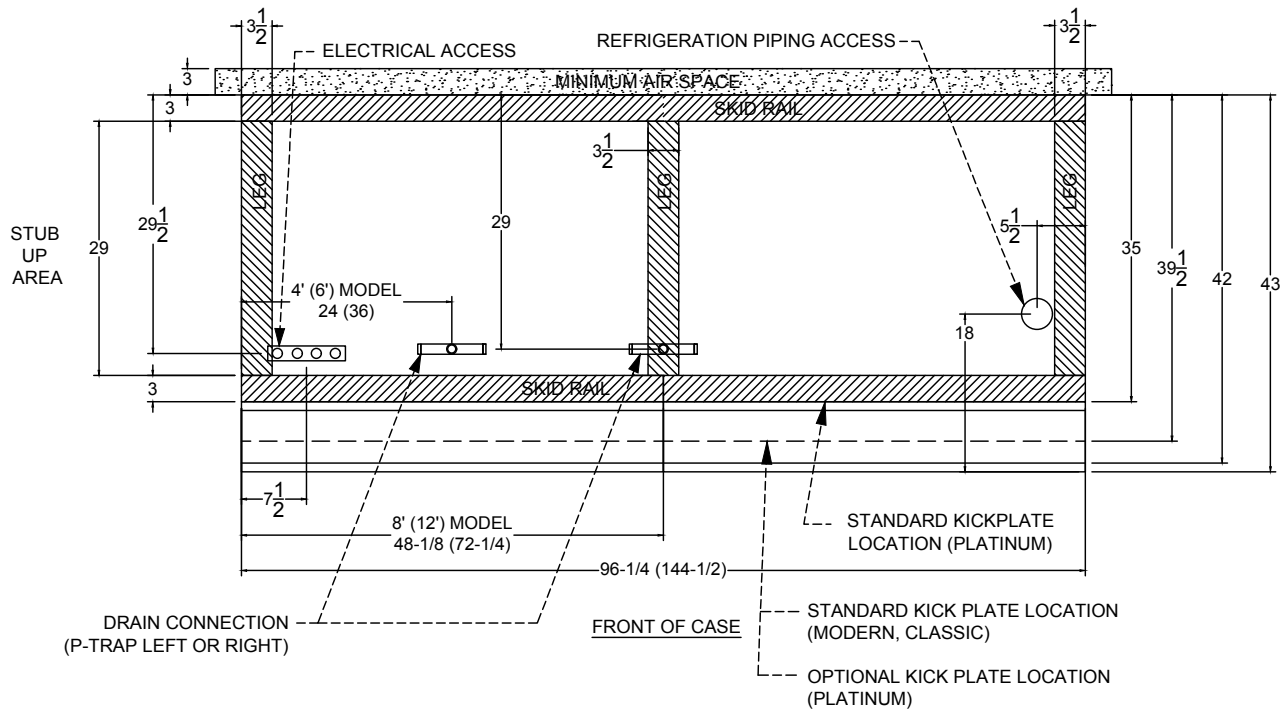 3 1/2
3 1/2
ELECTRICAL ACCESS
REFRIGERATION PIPING ACCESS
3
MINIMUM AIR SPACE
3
SKID RAIL
LEG
3 1/2
LEG
LEG
5 1/2
STUB
UP
AREA
29
29 1/2
29
35
39 1/2
42
43
4' (6') MODEL
24 (36)
18
3
SKID RAIL
7 1/2
8' (12') MODEL
48-1/8 (72-1/4)
STANDARD KICKPLATE
LOCATION (PLATINUM)
96-1/4 (144-1/2)
DRAIN CONNECTION
(P-TRAP LEFT OR RIGHT)
FRONT OF CASE
STANDARD KICK PLATE LOCATION
(MODERN, CLASSIC)
OPTIONAL KICK PLATE LOCATION
(PLATINUM)